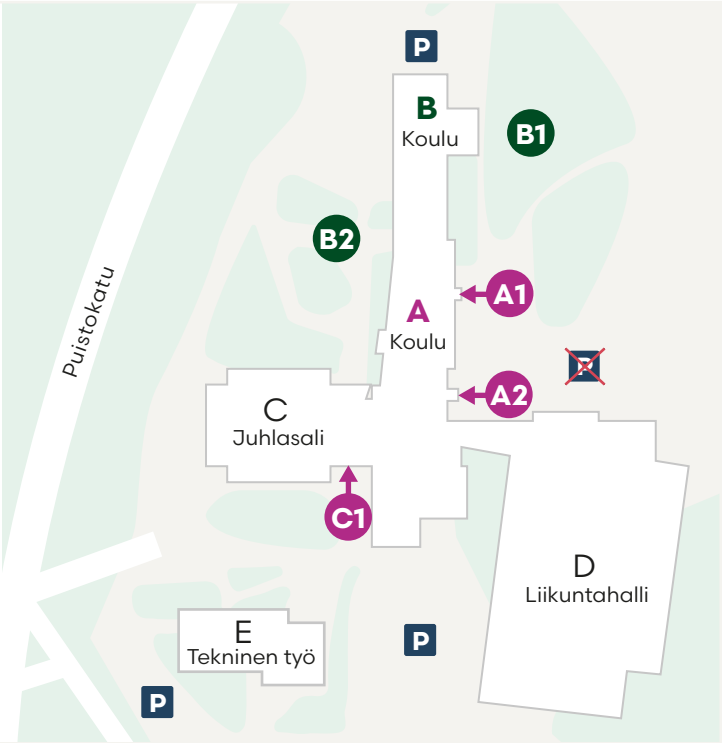 P
B
Koulu
B1
B2
Puistokatu
A1
A
Koulu
P
A2
C
Juhlasali
C1
D
Liikuntahalli
E
Tekninen työ
P
P